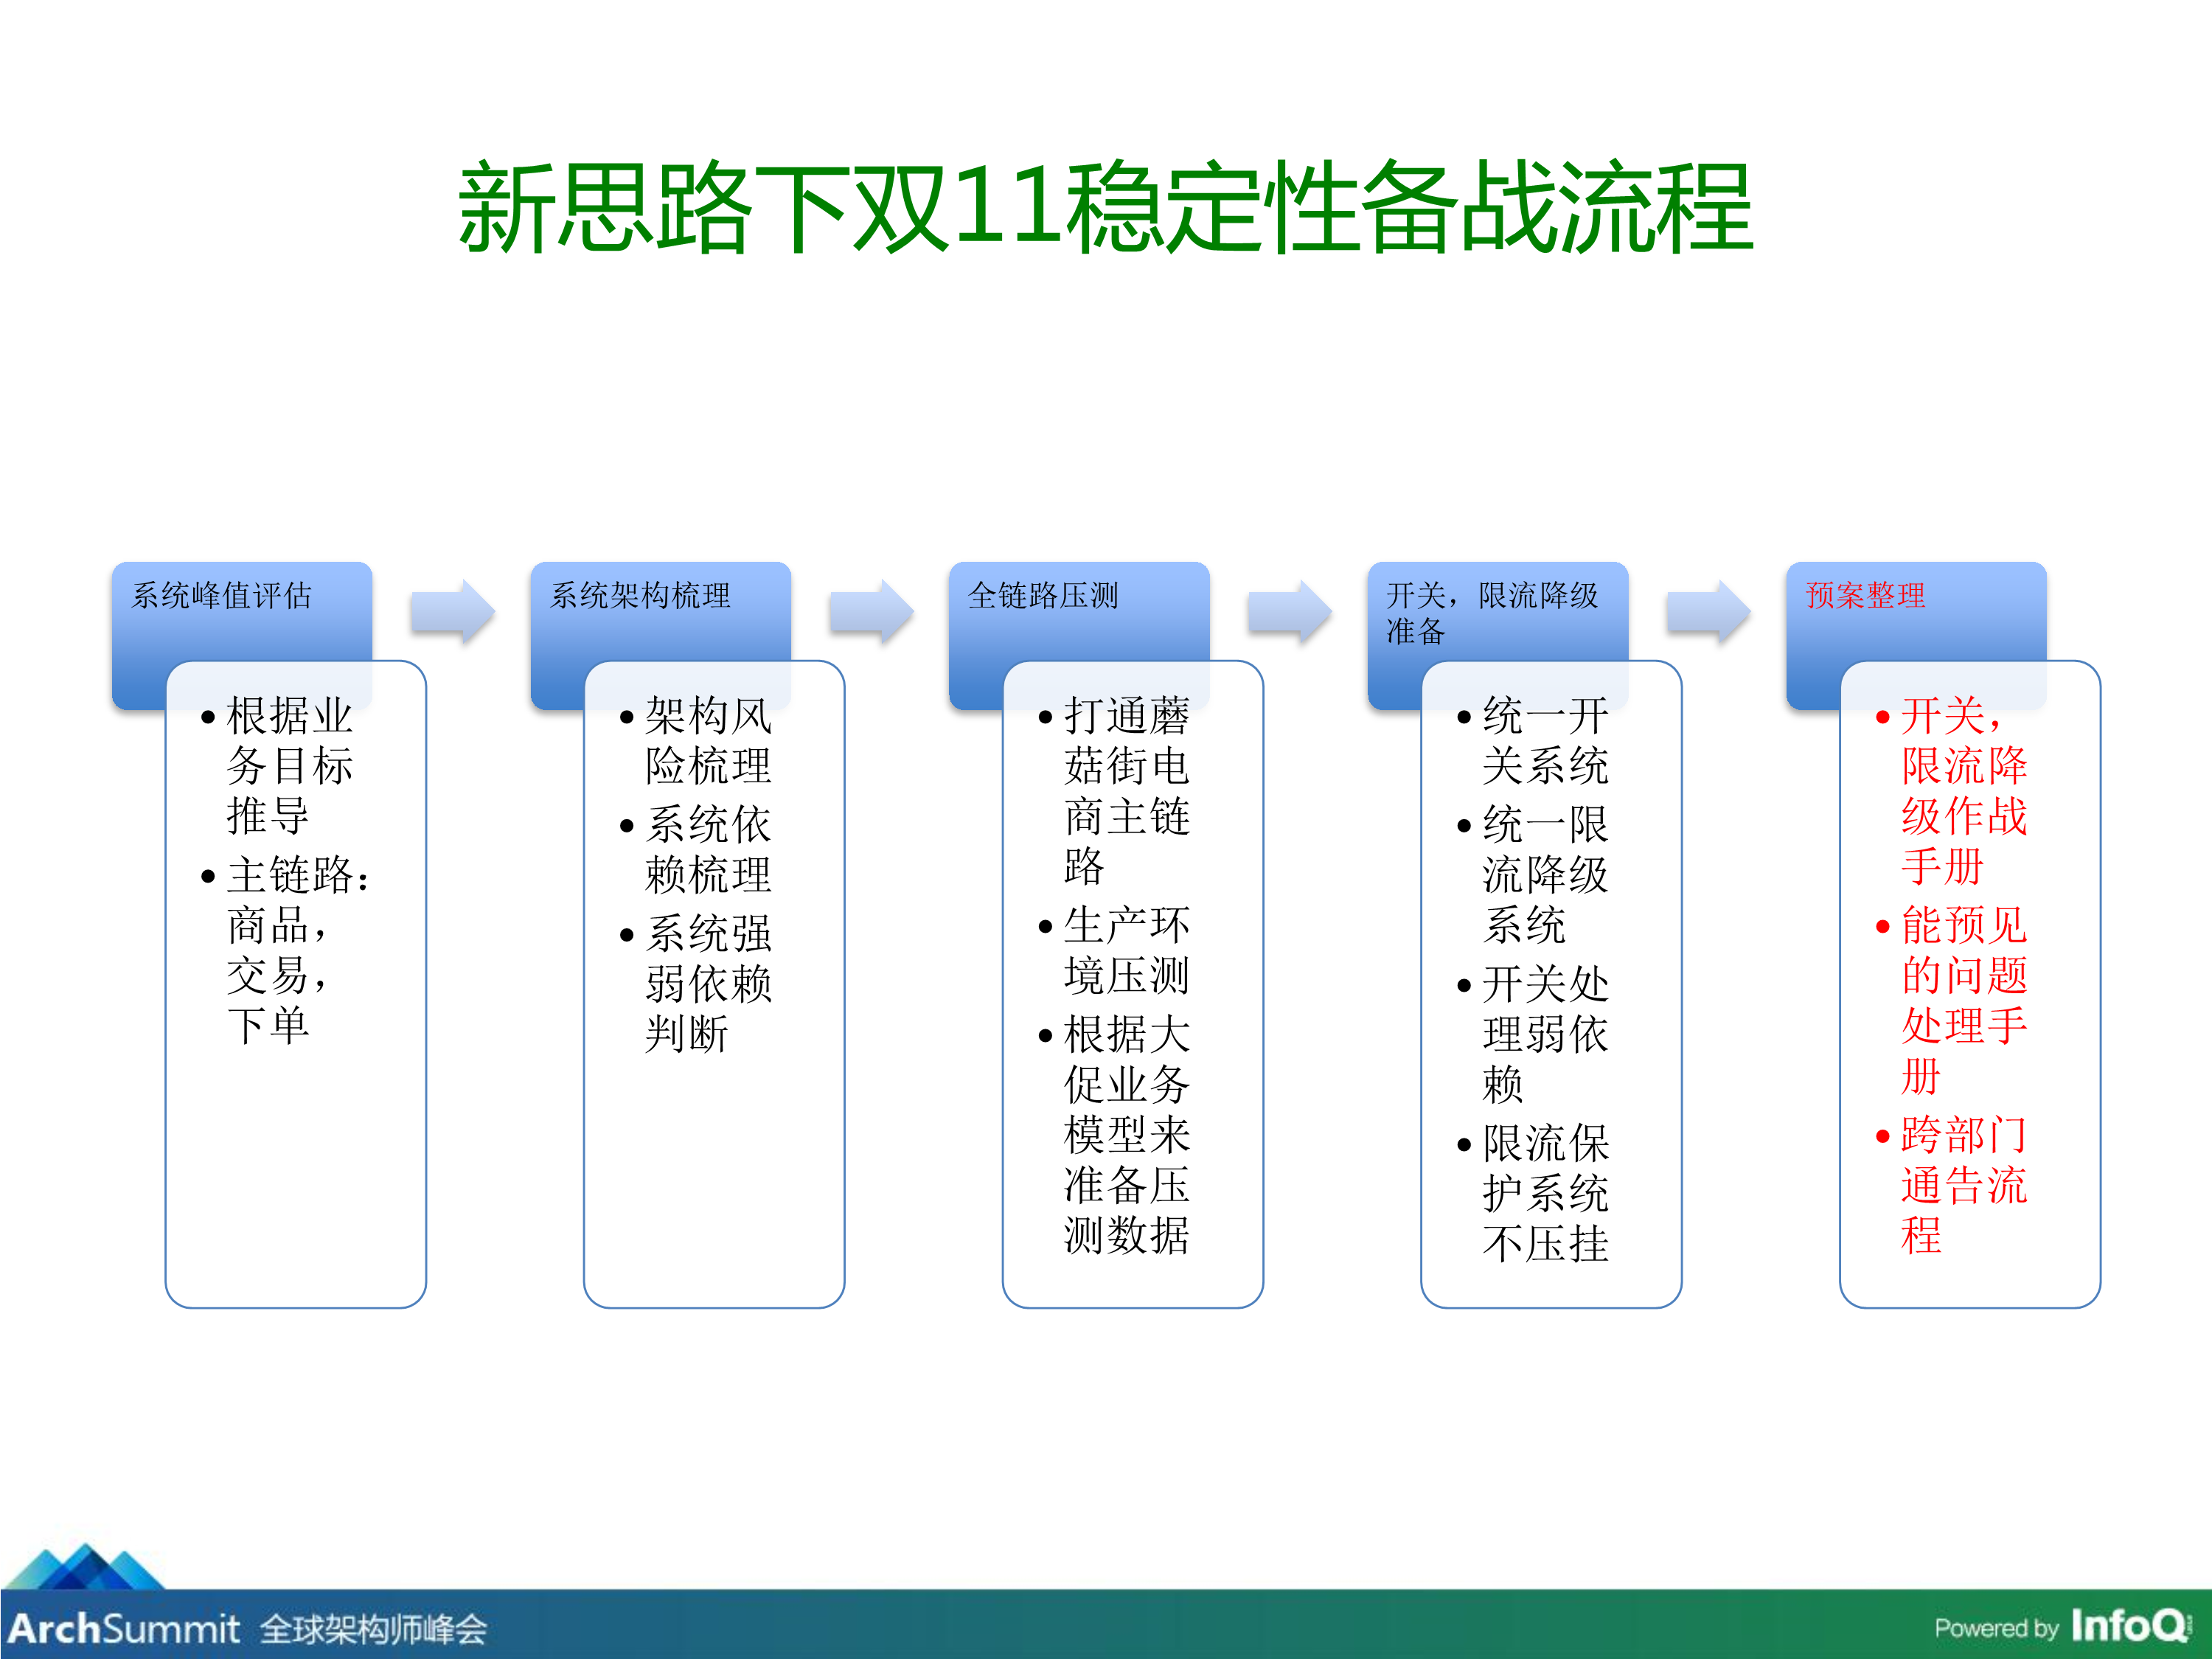 新思路下双11稳定性备战流程
系统峰值评估
• 根据业
务目标
推导
• 主链路：
商品，
交易，
下单
系统架构梳理
• 架构风
险梳理
• 系统依
赖梳理
• 系统强
弱依赖
判断
全链路压测
• 打通蘑
菇街电
商主链
路
• 生产环
境压测
• 根据大
促业务
模型来
准备压
测数据
开关，限流降级
准备
• 统一开
关系统
• 统一限
流降级
系统
• 开关处
理弱依
赖
• 限流保
护系统
不压挂
预案整理
• 开关，
限流降
级作战
手册
• 能预见
的问题
处理手
册
• 跨部门
通告流
程
ArchSummit 全球架构师峰会
Powered by InfoQ